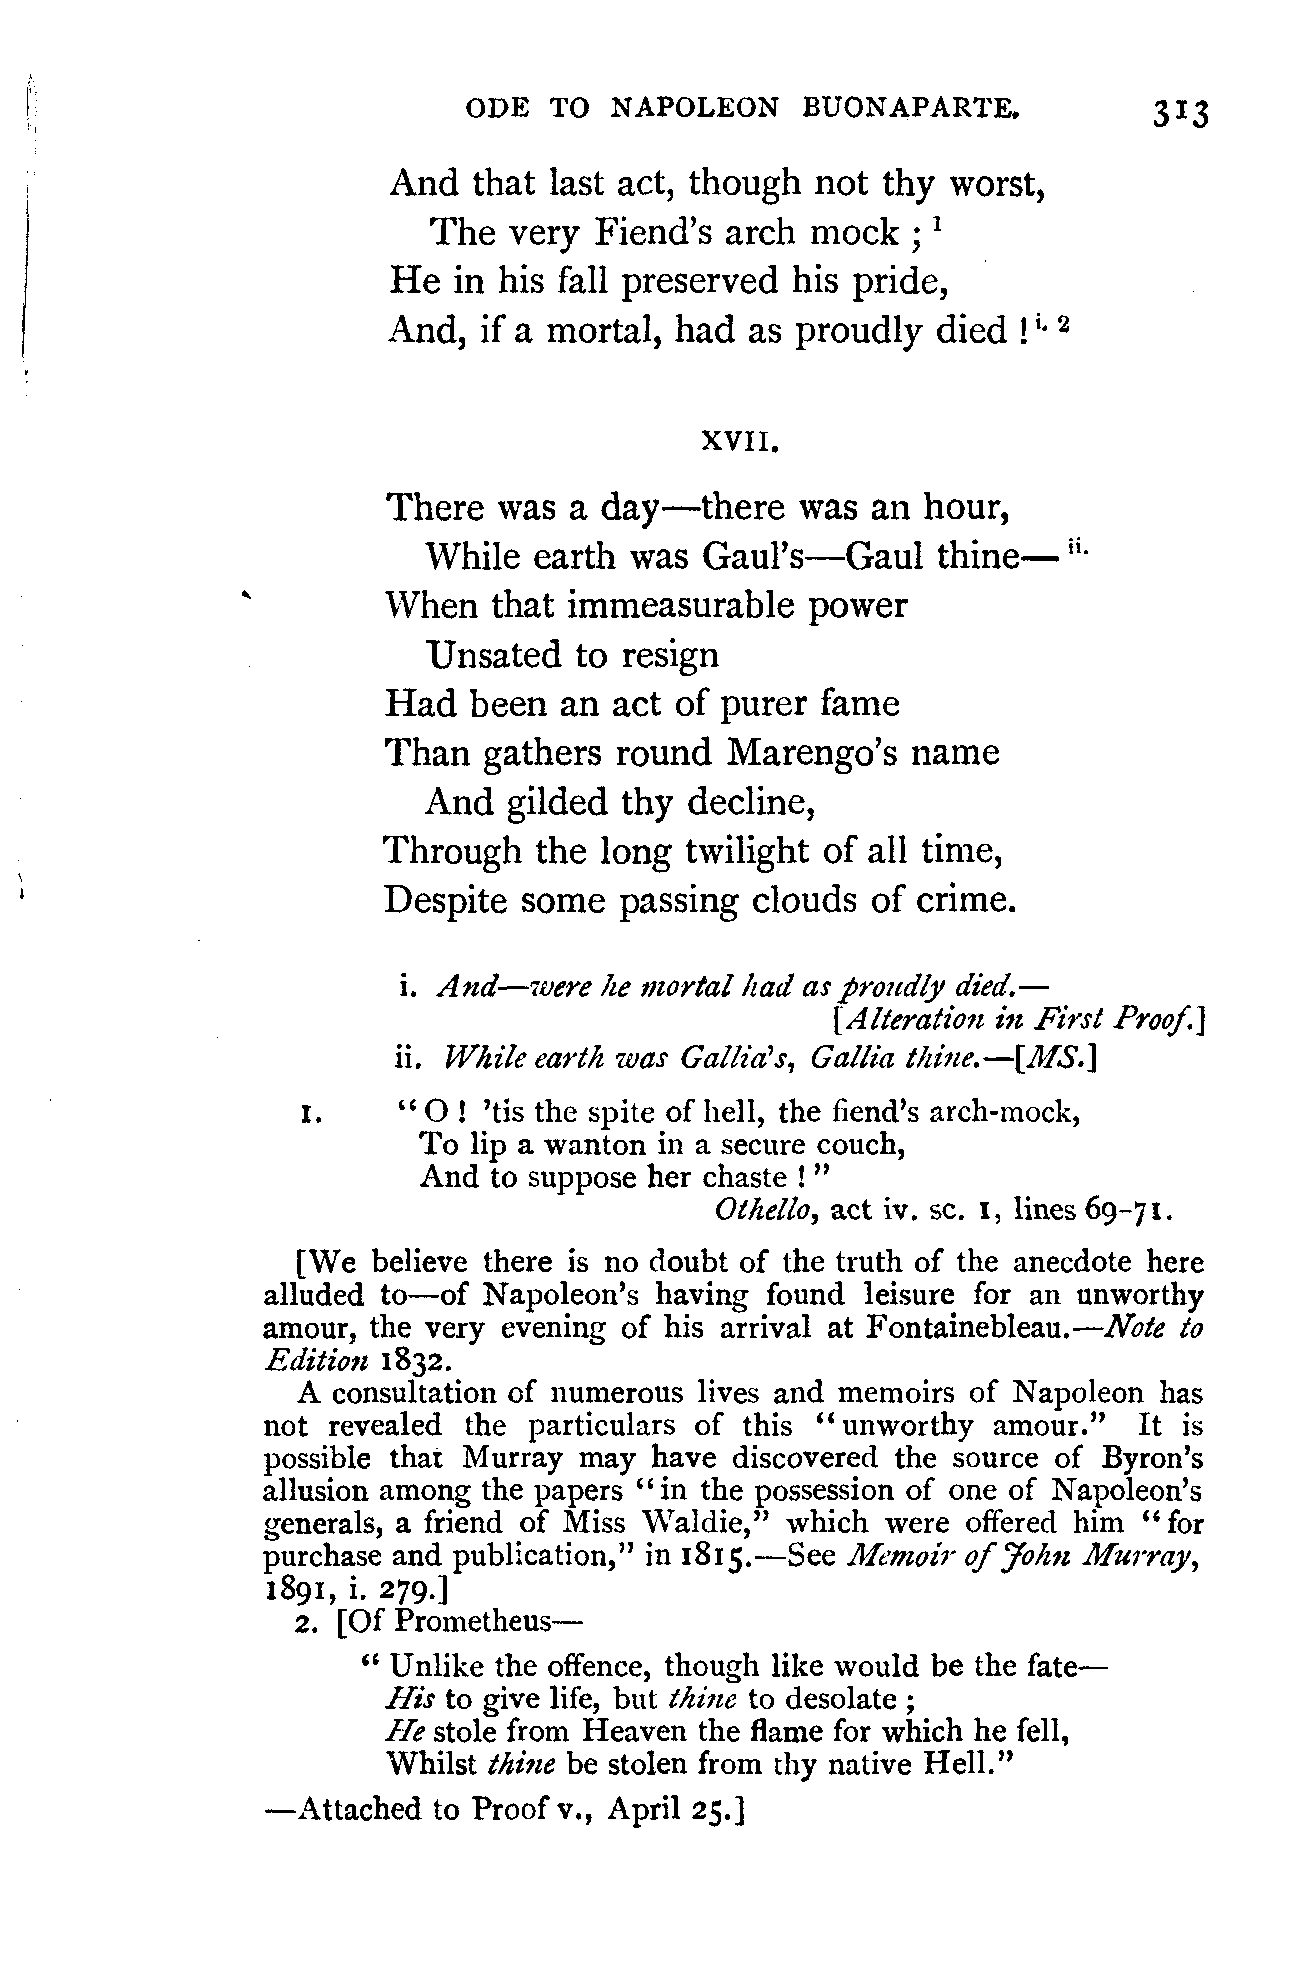 ODE TO NAPOLEON BUONAPARTE. 313
And that last act, though not thy worst,
The very Fiend's arch mock ; 1
He in his fall preserved his pride,
And, if a mortal, had as proudly died ! i. 2
XVII.
There was a day—there was an hour,
While earth was Gaul's—Gaul thine— ii.
When that immeasurable power
Unsated to resign
Had been an act of purer fame
Than gathers round Marengo's name
And gilded thy decline,
Through the long twilight of all time,
Despite some passing clouds of crime.
i. And—were he mortal had as proudly died.—
[Alteration in First Proof.]
ii. While earth was Gallia's, Gallia thine.—[MS.]
1. "O ! 'tis the spite of hell, the fiend's arch-mock,
To lip a wanton in a secure couch,
And to suppose her chaste ! "
Othello, act iv. sc. 1, lines 69-71.
[We believe there is no doubt of the truth of the anecdote here
alluded to—of Napoleon's having found leisure for an unworthy
amour, the very evening of his arrival at Fontainebleau.—Note to
Edition 1832.
A consultation of numerous lives and memoirs of Napoleon has
not revealed the particulars of this "unworthy amour." It is
possible that Murray may have discovered the source of Byron's
allusion among the papers "in the possession of one of Napoleon's
generals, a friend of Miss Waldie," which were offered him "for
purchase and publication," in 1815.—See Memoir of John Murray,
1891, i. 279.]
2. [Of Prometheus—
" Unlike the offence, though like would be the fate—
His to give life, but thine to desolate ;
He stole from Heaven the flame for which he fell,
Whilst thine be stolen from thy native Hell."
—Attached to Proof v., April 25.]